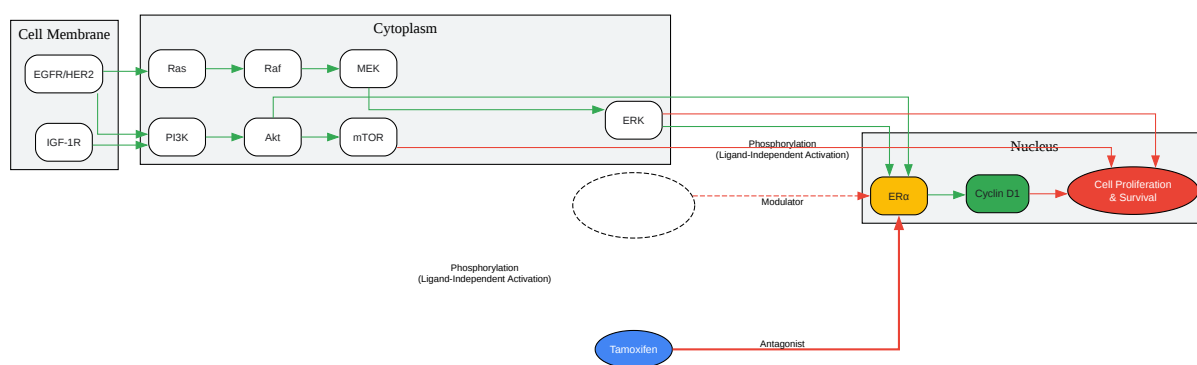 Cell Membrane
Cytoplasm
EGFR/HER2
Ras
Raf
MEK
ERK
IGF-1R
PI3K
Akt
mTOR
Phosphorylation
(Ligand-Independent Activation)
Nucleus
ERα
Cyclin D1
Cell Proliferation
& Survival
Modulator
Phosphorylation
(Ligand-Independent Activation)
Tamoxifen
Antagonist